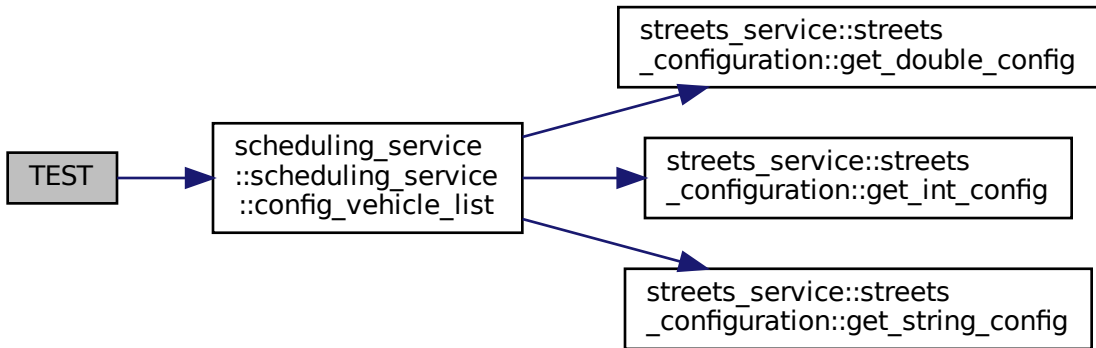 TEST
scheduling_service
::scheduling_service
::config_vehicle_list
streets_service::streets
_configuration::get_double_config
streets_service::streets
_configuration::get_int_config
streets_service::streets
_configuration::get_string_config